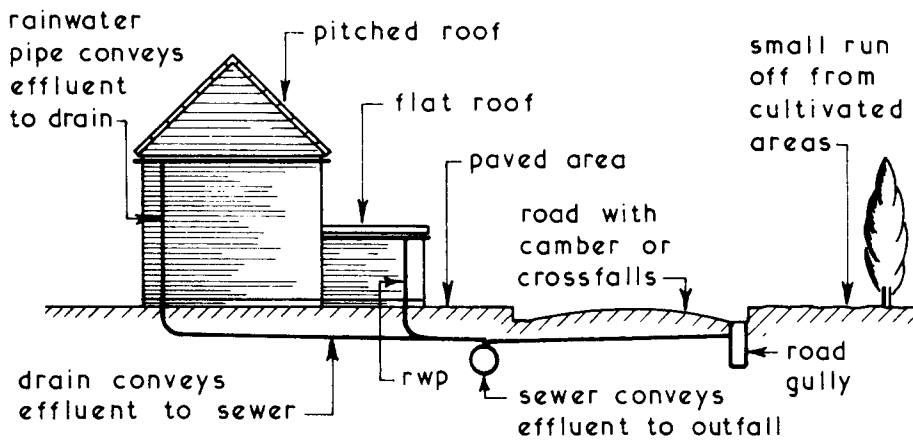 rainwater
pipe conveys
effluent
to drain
pitched roof
flat roof
paved area
small run
off from
cultivated
areas
road with
camber or
crossfalls
drain conveys
effluent to sewer
rwp
sewer conveys
effluent to outfall
road
gully